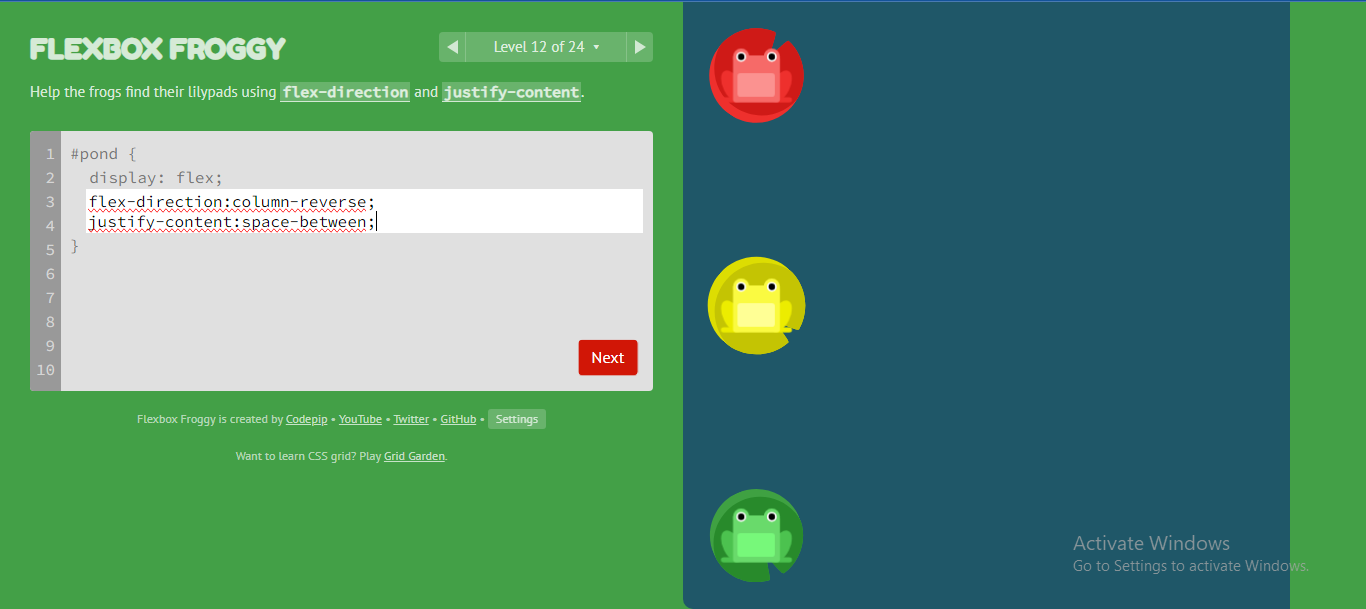 FLEXBOX FROGGY
Level 12 of 24
Help the frogs find their lilypads using flex-direction and justify-content.
1 #pond {
2 display: flex;
3 flex-direction:column-reverse;
4 justify-content:space-between;
5 }
6
7
8
9
10
Next
Flexbox Froggy is created by Codepip • YouTube • Twitter • GitHub • Settings
Want to learn CSS grid? Play Grid Garden.
Activate Windows
Go to Settings to activate Windows.